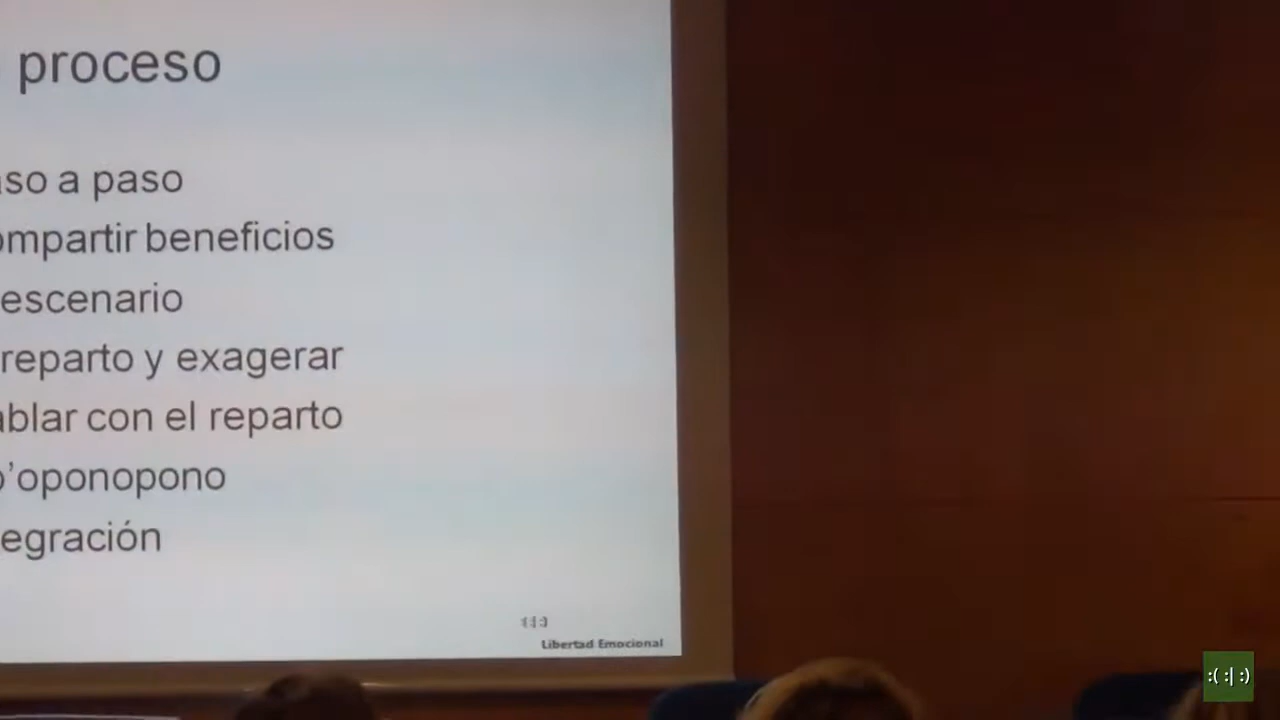 proceso
aso a paso
ompartir beneficios
escenario
reparto y exagerar
ablar con el reparto
o'oponopono
egración
:(:|:)
Libertad Emocional
:( :| :)